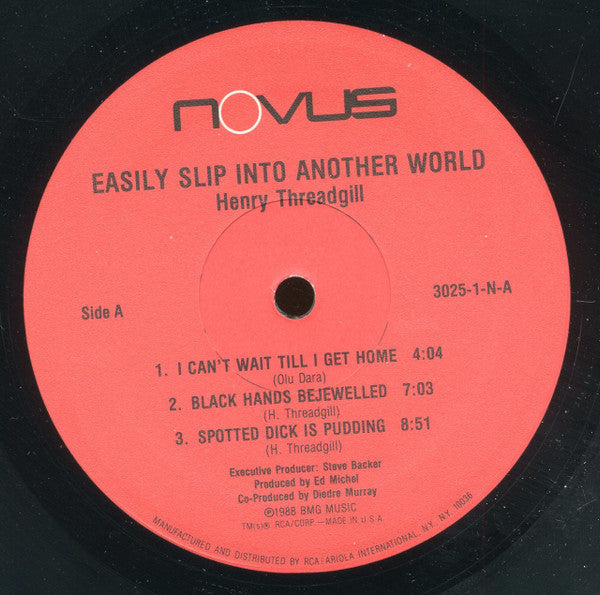 NOVUS
EASILY SLIP INTO ANOTHER WORLD
Henry Threadgill
Side A
3025-1-N-A
1. I CAN'T WAIT TILL I GET HOME 4:04
(Olu Dara)
2. BLACK HANDS BEJEWELLED 7:03
(H. Threadgill)
3. SPOTTED DICK IS PUDDING 8:51
(H. Threadgill)
Executive Producer: Steve Backer
Produced by Ed Michel
Co-Produced by Diedre Murray
℗1988 BMG MUSIC
TM(s)® RCA/CORP.—MADE IN U.S.A.
MANUFACTURED AND DISTRIBUTED BY RCA/ARIOLA INTERNATIONAL, N.Y. N.Y. 10036